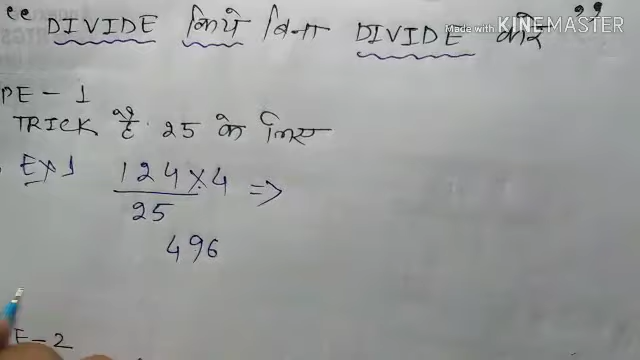 Made with KINEMASTER
“ DIVIDE किये बिना DIVIDE करे ”
PE - 1
TRICK है 25 के लिए
Ex1 124×4 =>
25
496
E-2